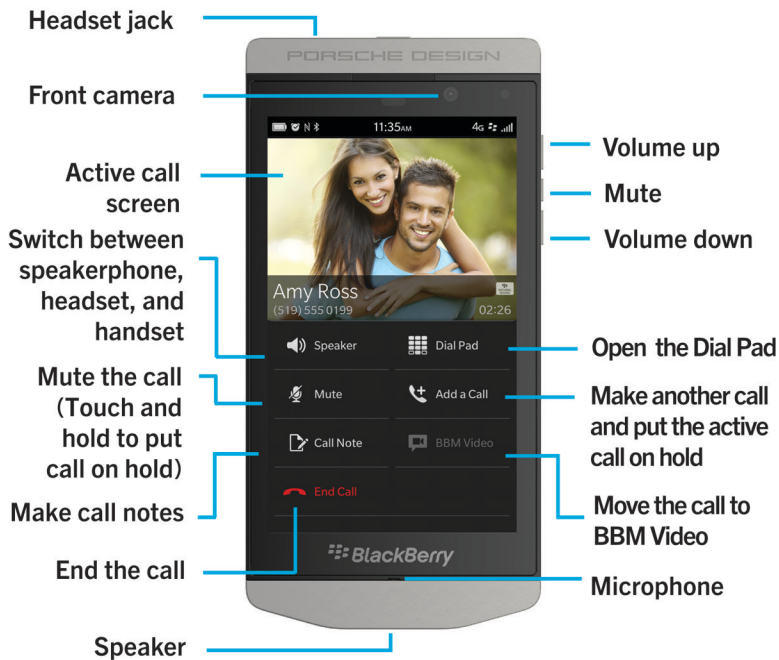 Headset jack
PORSCHE DESIGN
Front camera
11:35AM
4G
Volume up
Active call
screen
Mute
Volume down
Switch between
speakerphone,
headset, and
handset
Amy Ross
(519) 555 0199
02:26
Speaker
Dial Pad
Open the Dial Pad
Mute the call
(Touch and
hold to put
call on hold)
Mute
Add a Call
Make another call
and put the active
call on hold
Call Note
BBM Video
Make call notes
Move the call to
BBM Video
End Call
BlackBerry
End the call
Microphone
Speaker